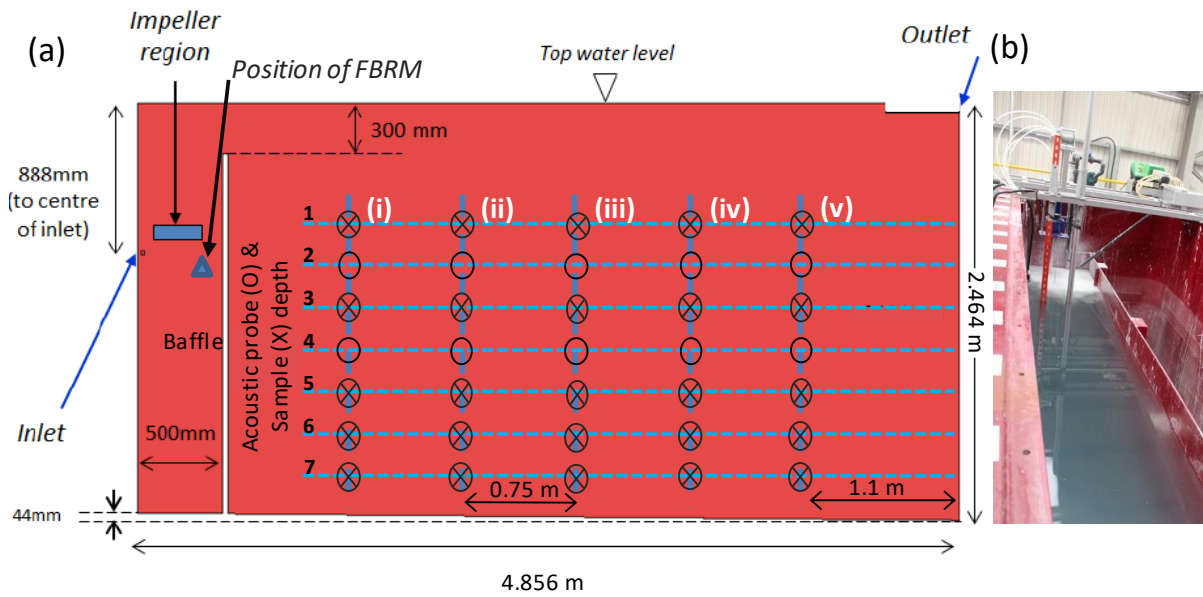 (a)
Impeller
region
Position of FBRM
Top water level
Outlet
(b)
300 mm
888mm
(to centre
of inlet)
(i)
(ii)
(iii)
(iv)
(v)
1
2
3
4
5
6
7
Acoustic probe (O) &
Sample (X) depth
Baffle
Inlet
500mm
0.75 m
1.1 m
2.464 m
44mm
4.856 m